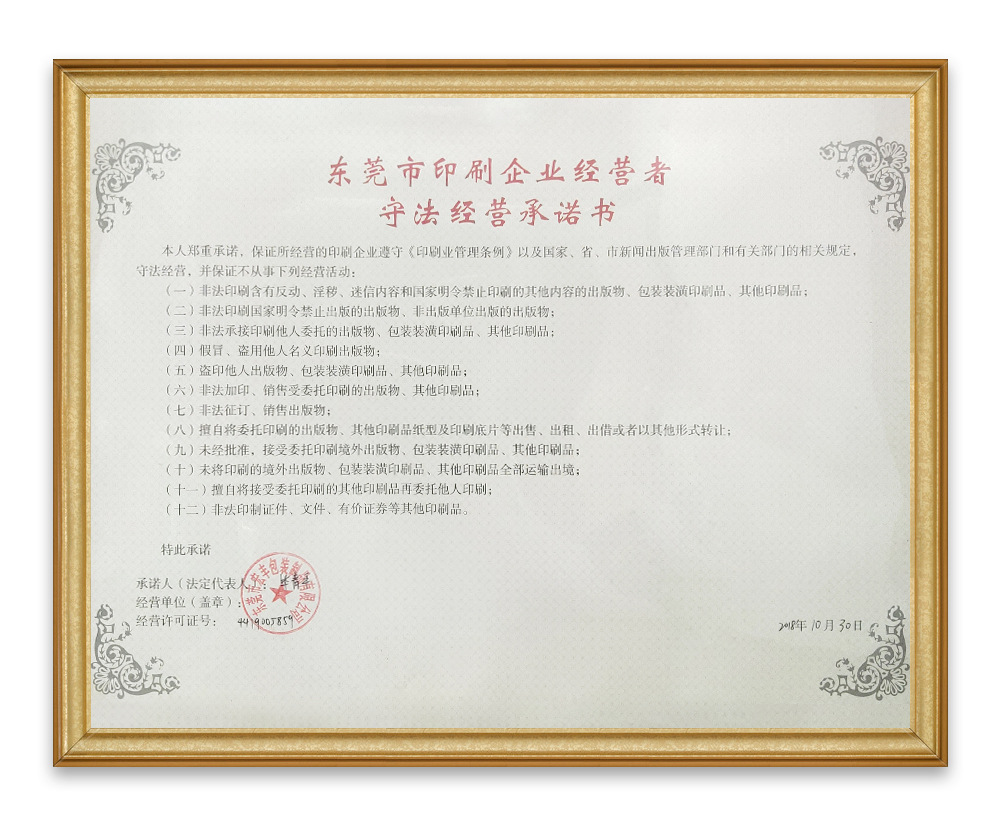 东莞市印刷企业经营者
守法经营承诺书
本人郑重承诺，保证所经营的印刷企业遵守《印刷业管理条例》以及国家、省、市新闻出版管理部门和有关部门的相关规定，
守法经营，并保证不从事下列经营活动：
（一）非法印刷含有反动、淫秽、迷信内容和国家明令禁止印刷的其他内容的出版物、包装装潢印刷品、其他印刷品；
（二）非法印刷国家明令禁止出版的出版物、非出版单位出版的出版物；
（三）非法承接印刷他人委托的出版物、包装装潢印刷品、其他印刷品；
（四）假冒、盗用他人名义印刷出版物；
（五）盗印他人出版物、包装装潢印刷品、其他印刷品；
（六）非法加印、销售受委托印刷的出版物、其他印刷品；
（七）非法征订、销售出版物；
（八）擅自将委托印刷的出版物、其他印刷品纸型及印刷底片等出售、出租、出借或者以其他形式转让；
（九）未经批准，接受委托印刷境外出版物、包装装潢印刷品、其他印刷品；
（十）未将印刷的境外出版物、包装装潢印刷品、其他印刷品全部运输出境；
（十一）擅自将接受委托印刷的其他印刷品再委托他人印刷；
（十二）非法印制证件、文件、有价证券等其他印刷品。
特此承诺
承诺人（法定代表人）：
经营单位（盖章）：
经营许可证号： 4419005859
2018年10月30日